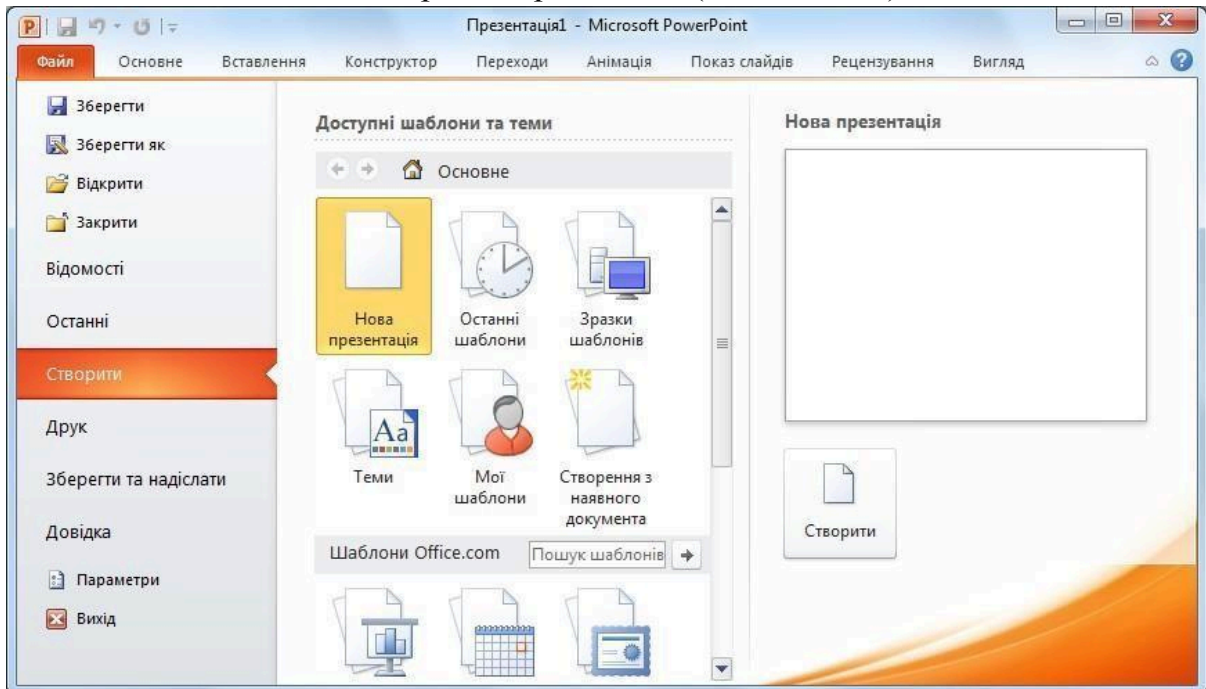 Презентація1 - Microsoft PowerPoint
Файл Основне Вставлення Конструктор Переходи Анімація Показ слайдів Рецензування Вигляд
Зберегти
Зберегти як
Відкрити
Закрити
Відомості
Останні
Створити
Друк
Зберегти та надіслати
Довідка
Параметри
Вихід
Доступні шаблони та теми
Основне
Нова
презентація
Останні
шаблони
Зразки
шаблонів
Теми
Мої
шаблони
Створення з
наявного
документа
Шаблони Office.com Пошук шаблонів
Нова презентація
Створити